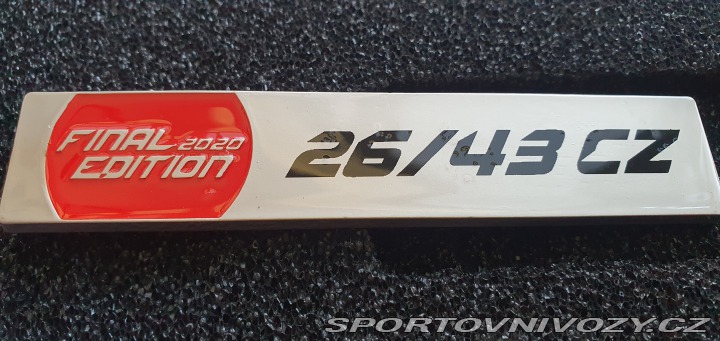 FINAL 2020
EDITION
26/43 CZ
SPORTOVNIVOZY.CZ